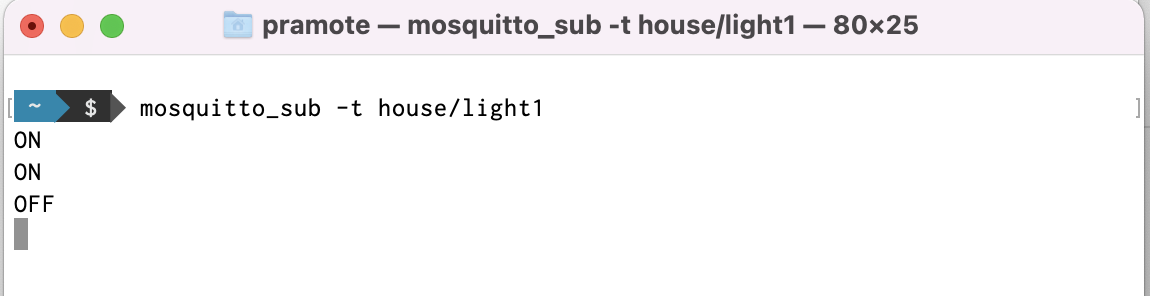 pramote — mosquitto_sub -t house/light1 — 80×25
[ ~ $ mosquitto_sub -t house/light1 ]
ON
ON
OFF